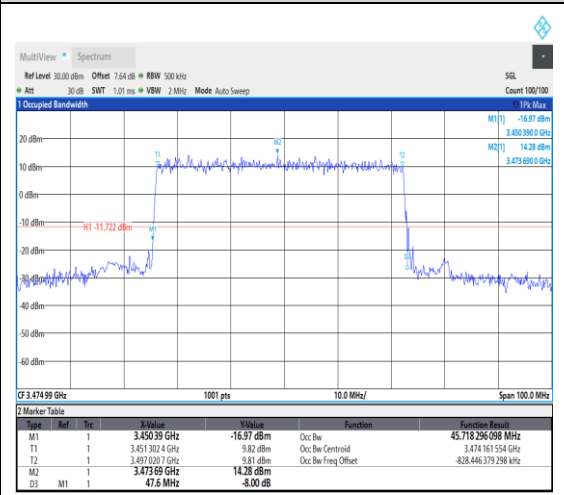 MultiView Spectrum
Ref Level 30.00 dBm Offset 7.64 dB RBW 500 kHz SGL
Att 30 dB SWT 1.01 ms VBW 2 MHz Mode Auto Sweep Count 100/100
1 Occupied Bandwidth 1Pk Max
M1[1] -16.97 dBm
3.450 390 0 GHz
M2[1] 14.28 dBm
3.473 690 0 GHz
20 dBm
M2
T1
T2
10 dBm
0 dBm
-10 dBm
H1 -11.722 dBm
M1
-20 dBm
D3
-30 dBm
-40 dBm
-50 dBm
-60 dBm
CF 3.474 99 GHz 1001 pts 10.0 MHz/ Span 100.0 MHz
2 Marker Table
Type Ref Trc X-Value Y-Value Function Function Result
M1 1 3.450 39 GHz -16.97 dBm Occ Bw 45.718 296 098 MHz
T1 1 3.451 302 4 GHz 9.82 dBm Occ Bw Centroid 3.474 161 554 GHz
T2 1 3.497 020 7 GHz 9.81 dBm Occ Bw Freq Offset -828.446 379 298 kHz
M2 1 3.473 69 GHz 14.28 dBm
D3 M1 1 47.6 MHz -8.00 dB